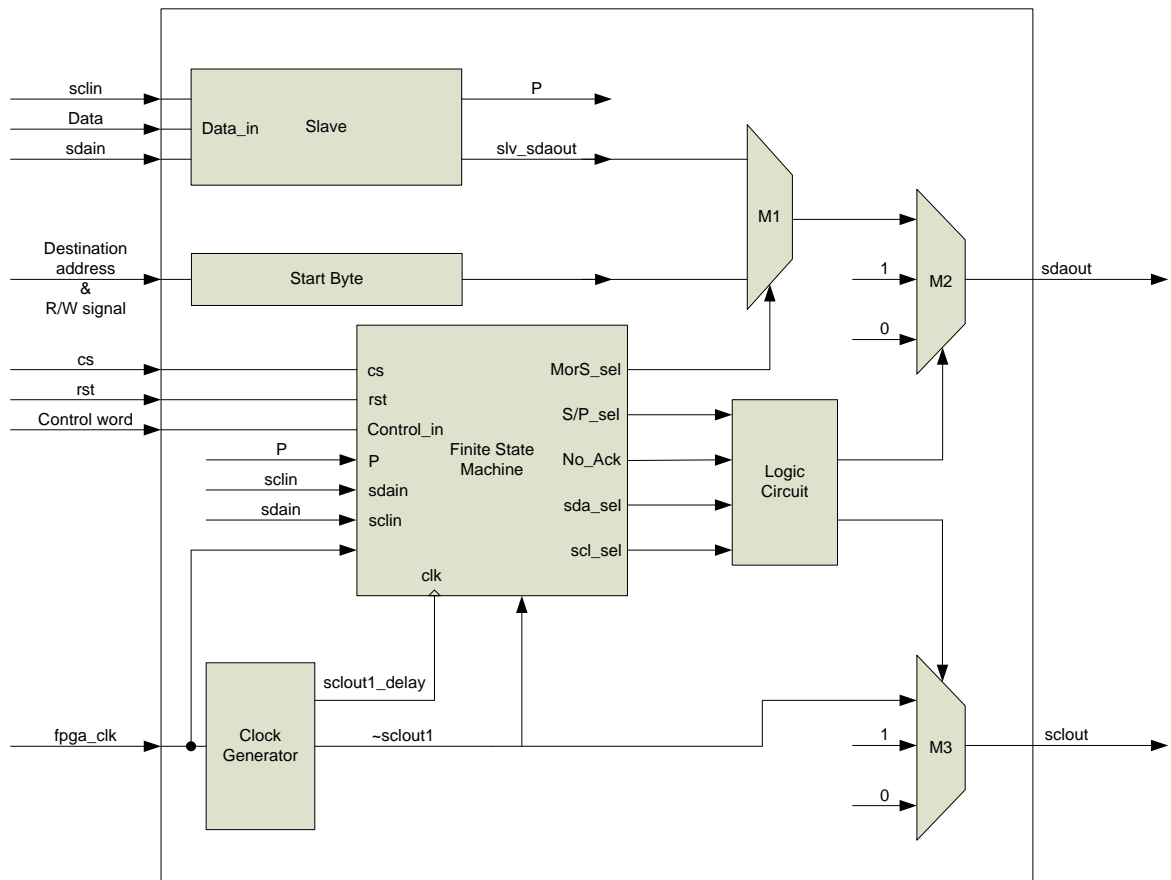 sclin
Data
sdain
Data_in
Slave
P
slv_sdaout
M1
Destination
address
&
R/W signal
Start Byte
1
0
M2
sdaout
cs
rst
Control word
P
sclin
sdain
cs
rst
Control_in
P
sdain
sclin
Finite State
Machine
clk
MorS_sel
S/P_sel
No_Ack
sda_sel
scl_sel
Logic
Circuit
fpga_clk
Clock
Generator
sclout1_delay
~sclout1
1
0
M3
sclout